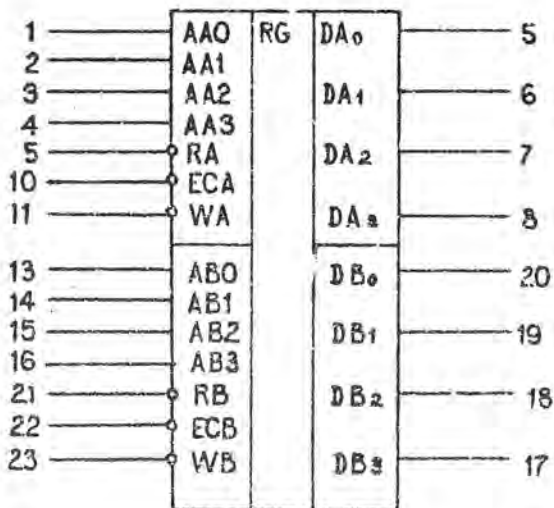 1 AA0 RG DA0 5
2 AA1
3 AA2 DA1 6
4 AA3
5 RA DA2 7
10 ECA
11 WA DA3 8
13 AB0 DB0 20
14 AB1
15 AB2 DB1 19
16 AB3
21 RB DB2 18
22 ECB
23 WB DB3 17